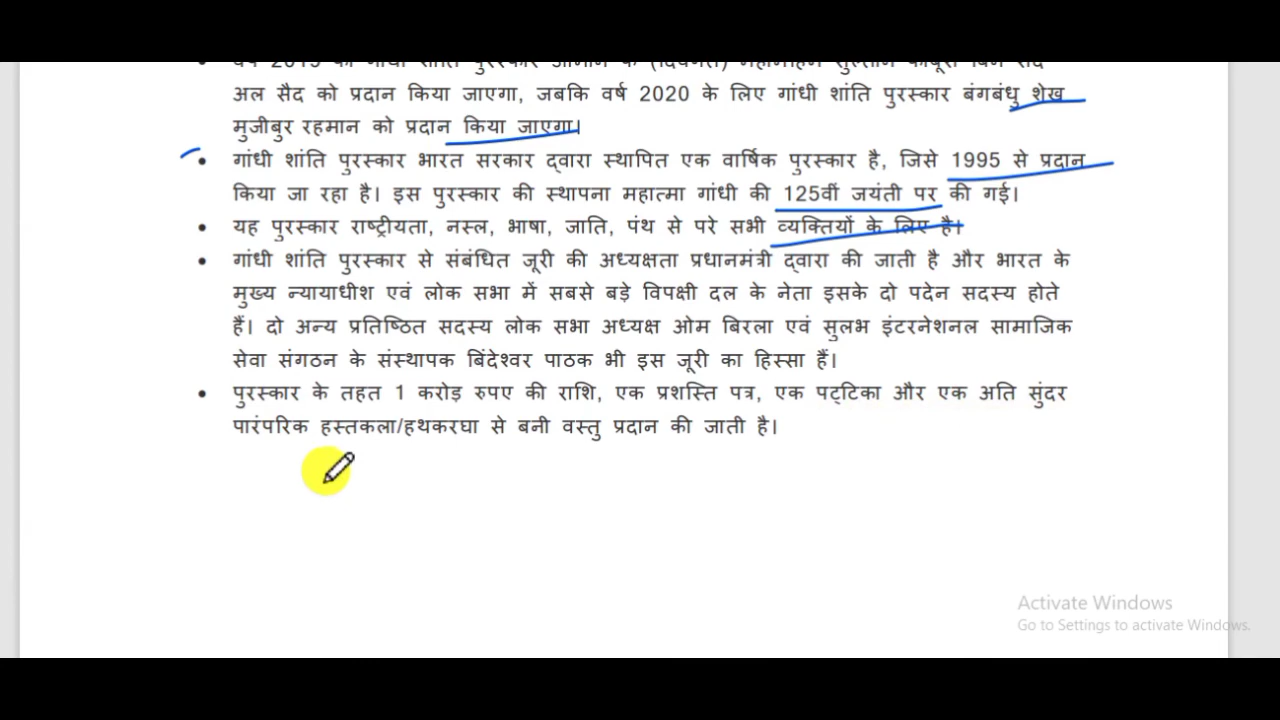 अल सैद को प्रदान किया जाएगा, जबकि वर्ष 2020 के लिए गांधी शांति पुरस्कार बंगबंधु शेख
मुजीबुर रहमान को प्रदान किया जाएगा।
• गांधी शांति पुरस्कार भारत सरकार द्वारा स्थापित एक वार्षिक पुरस्कार है, जिसे 1995 से प्रदान
किया जा रहा है। इस पुरस्कार की स्थापना महात्मा गांधी की 125वीं जयंती पर की गई।
• यह पुरस्कार राष्ट्रीयता, नस्ल, भाषा, जाति, पंथ से परे सभी व्यक्तियों के लिए है।
• गांधी शांति पुरस्कार से संबंधित जूरी की अध्यक्षता प्रधानमंत्री द्वारा की जाती है और भारत के
मुख्य न्यायाधीश एवं लोक सभा में सबसे बड़े विपक्षी दल के नेता इसके दो पदेन सदस्य होते
हैं। दो अन्य प्रतिष्ठित सदस्य लोक सभा अध्यक्ष ओम बिरला एवं सुलभ इंटरनेशनल सामाजिक
सेवा संगठन के संस्थापक बिंदेश्वर पाठक भी इस जूरी का हिस्सा हैं।
• पुरस्कार के तहत 1 करोड़ रुपए की राशि, एक प्रशस्ति पत्र, एक पट्टिका और एक अति सुंदर
पारंपरिक हस्तकला/हथकरघा से बनी वस्तु प्रदान की जाती है।
Activate Windows
Go to Settings to activate Windows.